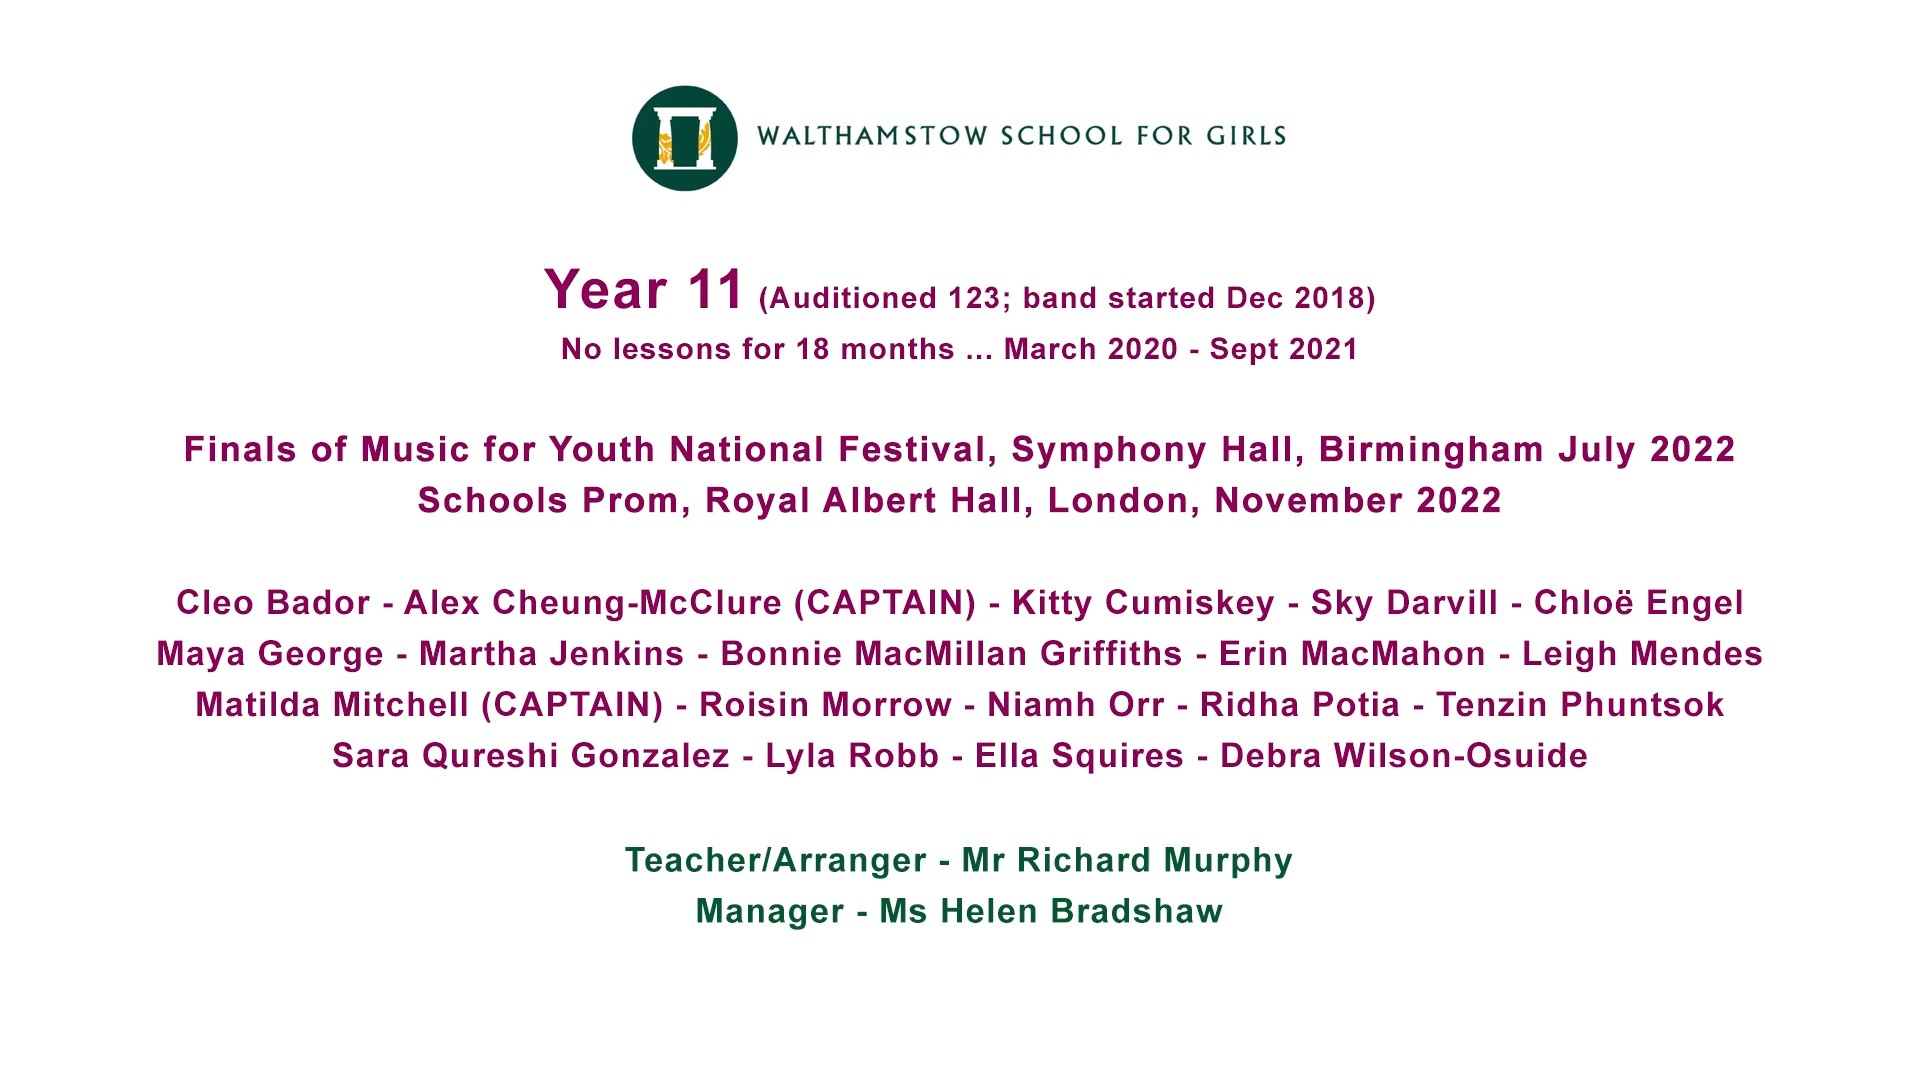 WALTHAMSTOW SCHOOL FOR GIRLS
Year 11 (Auditioned 123; band started Dec 2018)
No lessons for 18 months ... March 2020 - Sept 2021
Finals of Music for Youth National Festival, Symphony Hall, Birmingham July 2022
Schools Prom, Royal Albert Hall, London, November 2022
Cleo Bador - Alex Cheung-McClure (CAPTAIN) - Kitty Cumiskey - Sky Darvill - Chloë Engel
Maya George - Martha Jenkins - Bonnie MacMillan Griffiths - Erin MacMahon - Leigh Mendes
Matilda Mitchell (CAPTAIN) - Roisin Morrow - Niamh Orr - Ridha Potia - Tenzin Phuntsok
Sara Qureshi Gonzalez - Lyla Robb - Ella Squires - Debra Wilson-Osuide
Teacher/Arranger - Mr Richard Murphy
Manager - Ms Helen Bradshaw